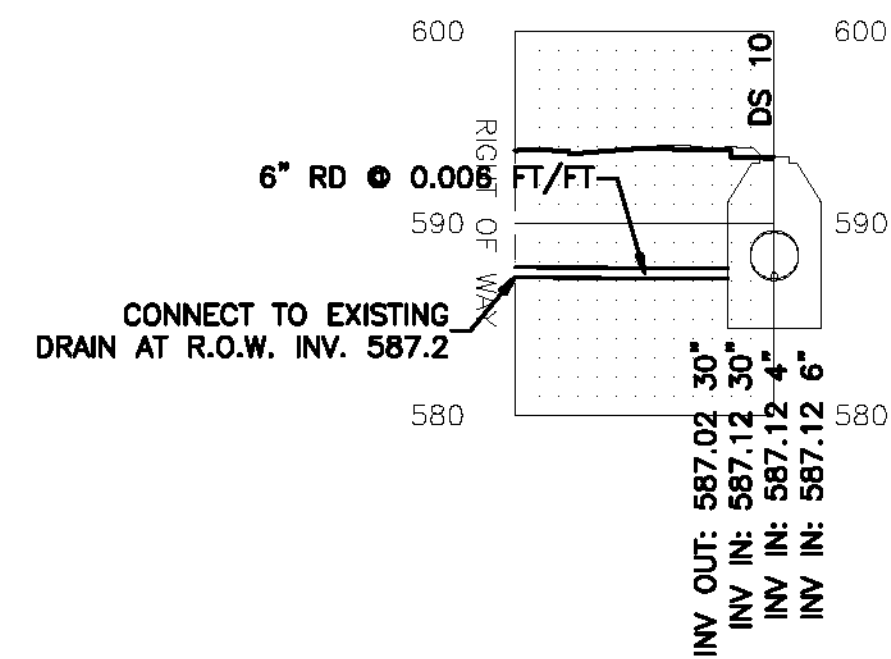 600
600
DS 10
RIGHT OF WAY
6" RD @ 0.006 FT/FT
590
590
CONNECT TO EXISTING
DRAIN AT R.O.W. INV. 587.2
580
580
INV OUT: 587.02 30"
INV IN: 587.12 30"
INV IN: 587.12 4"
INV IN: 587.12 6"